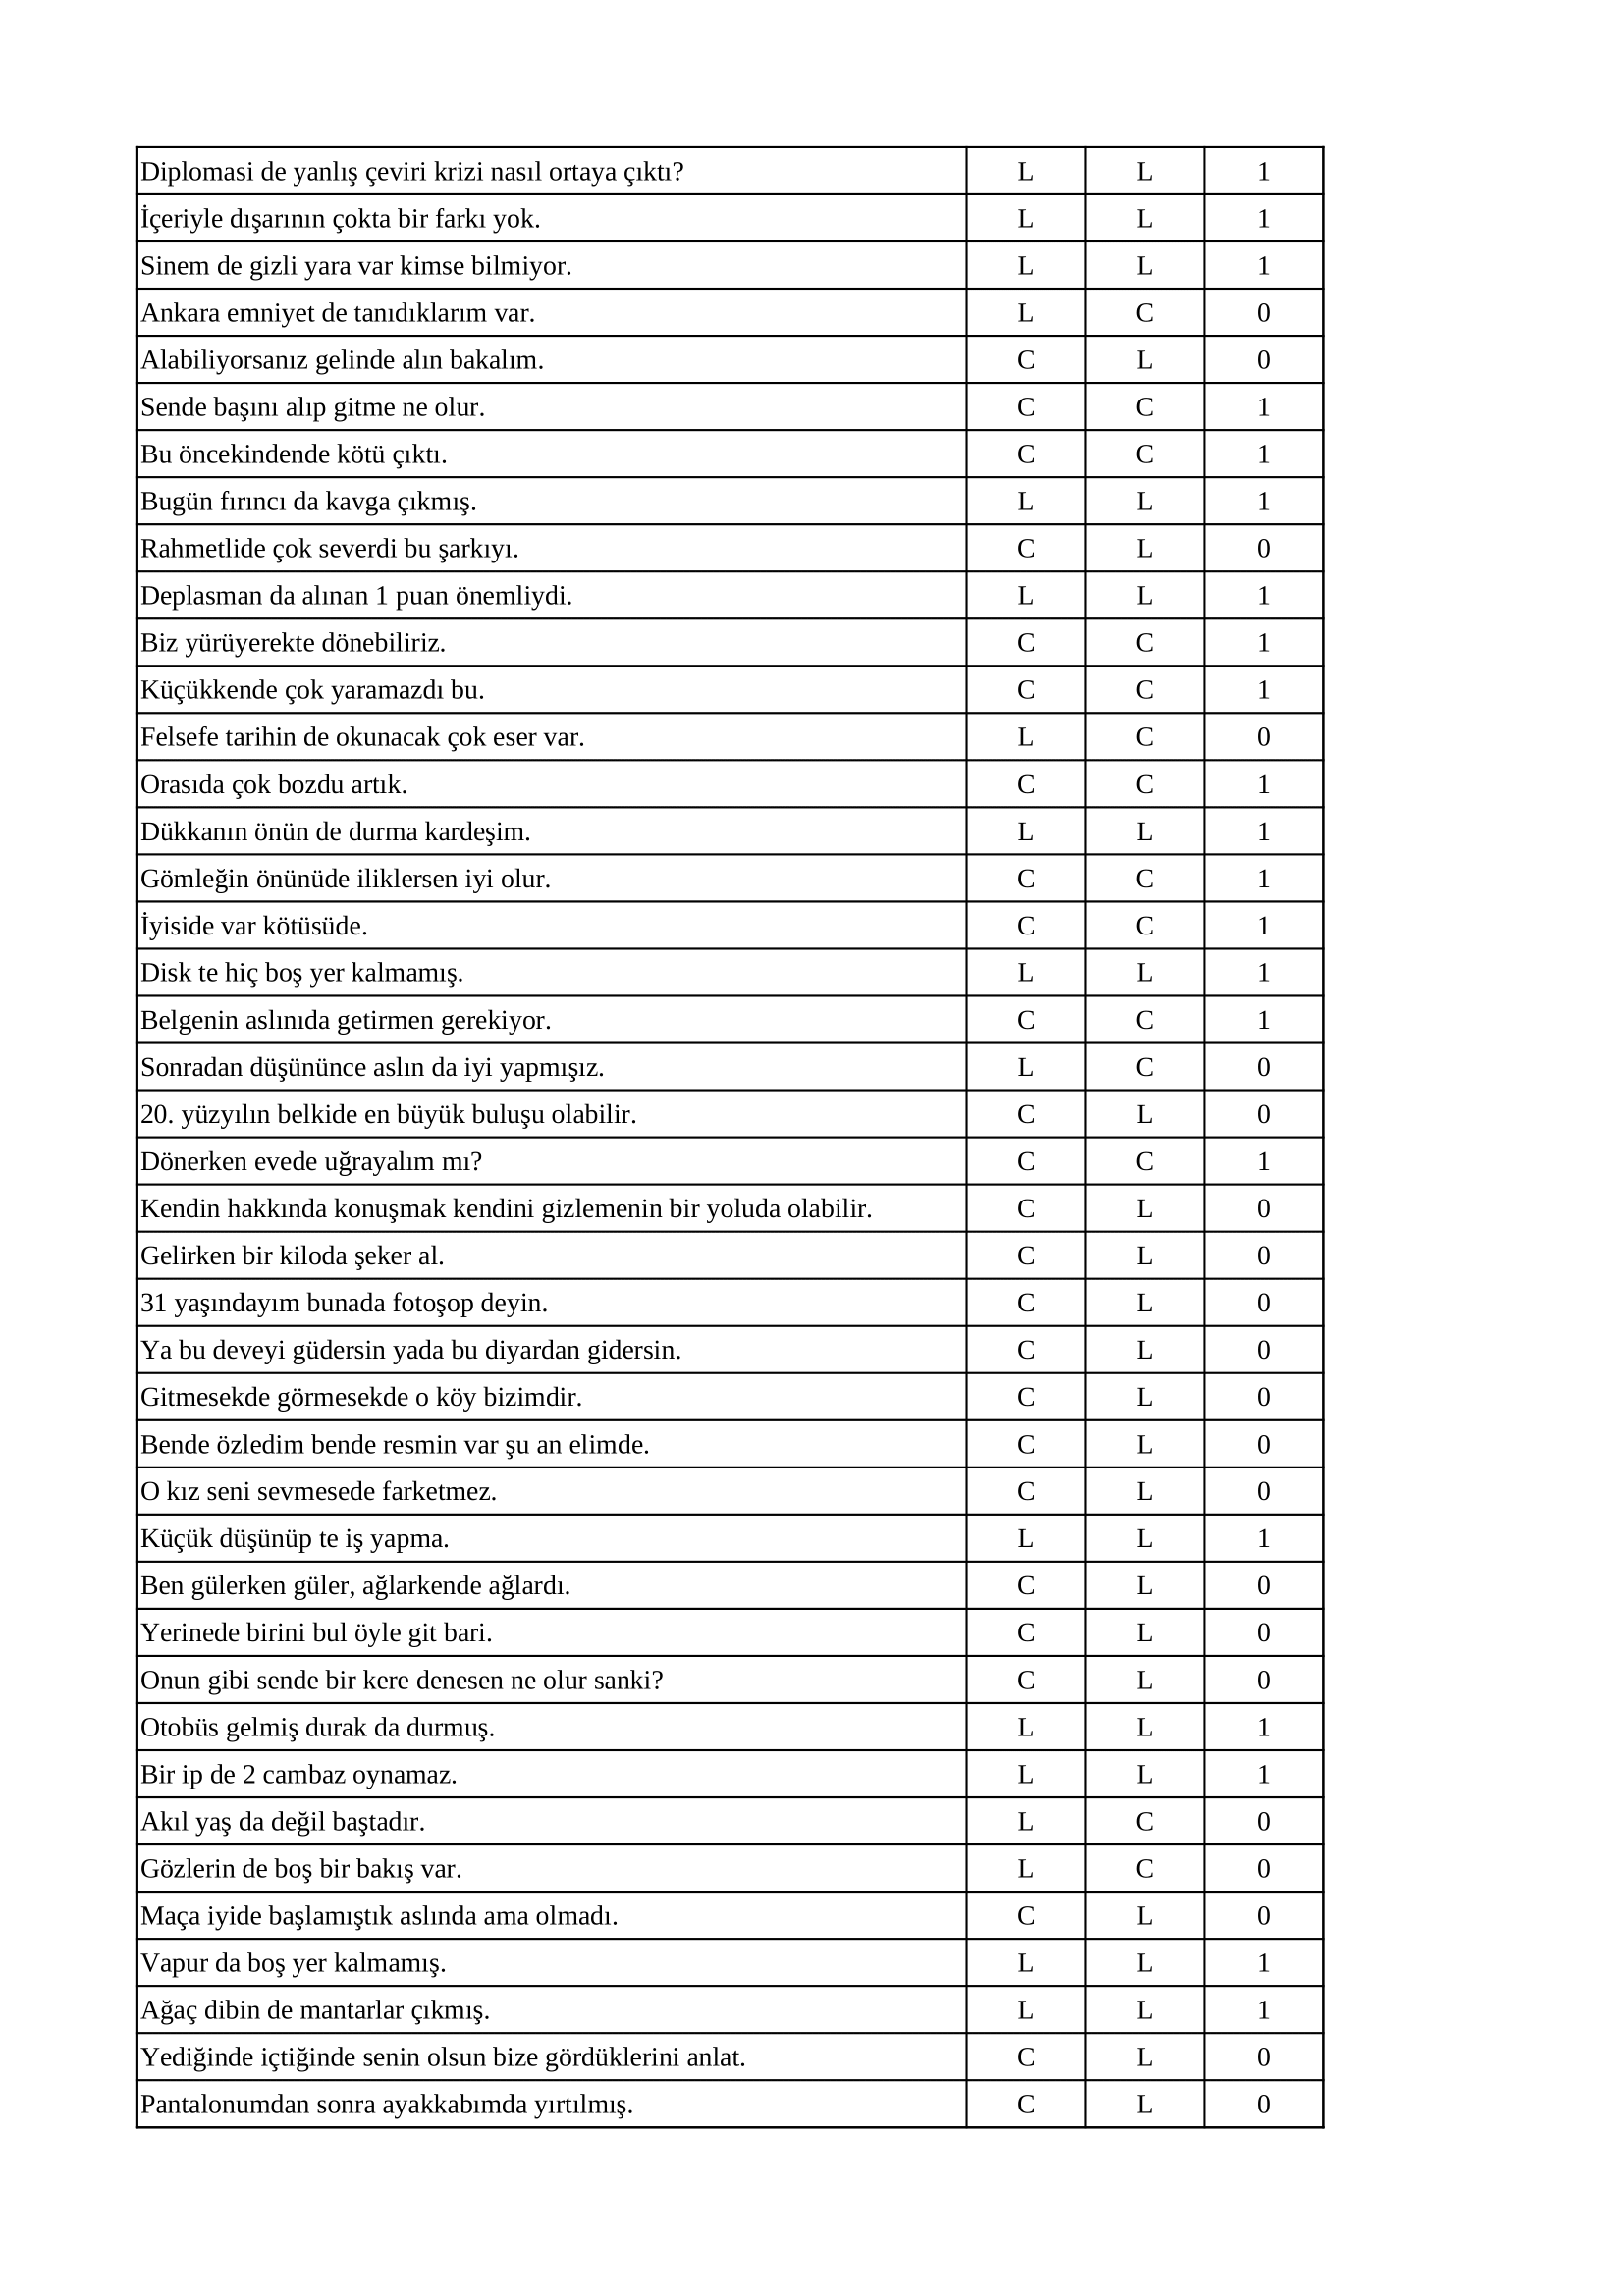 Diplomasi de yanlış çeviri krizi nasıl ortaya çıktı? L L 1
İçeriyle dışarının çokta bir farkı yok. L L 1
Sinem de gizli yara var kimse bilmiyor. L L 1
Ankara emniyet de tanıdıklarım var. L C 0
Alabiliyorsanız gelinde alın bakalım. C L 0
Sende başını alıp gitme ne olur. C C 1
Bu öncekindende kötü çıktı. C C 1
Bugün fırıncı da kavga çıkmış. L L 1
Rahmetlide çok severdi bu şarkıyı. C L 0
Deplasman da alınan 1 puan önemliydi. L L 1
Biz yürüyerekte dönebiliriz. C C 1
Küçükkende çok yaramazdı bu. C C 1
Felsefe tarihin de okunacak çok eser var. L C 0
Orasıda çok bozdu artık. C C 1
Dükkanın önün de durma kardeşim. L L 1
Gömleğin önünüde iliklersen iyi olur. C C 1
İyiside var kötüsüde. C C 1
Disk te hiç boş yer kalmamış. L L 1
Belgenin aslınıda getirmen gerekiyor. C C 1
Sonradan düşününce aslın da iyi yapmışız. L C 0
20. yüzyılın belkide en büyük buluşu olabilir. C L 0
Dönerken evede uğrayalım mı? C C 1
Kendin hakkında konuşmak kendini gizlemenin bir yoluda olabilir. C L 0
Gelirken bir kiloda şeker al. C L 0
31 yaşındayım bunada fotoşop deyin. C L 0
Ya bu deveyi güdersin yada bu diyardan gidersin. C L 0
Gitmesekde görmesekde o köy bizimdir. C L 0
Bende özledim bende resmin var şu an elimde. C L 0
O kız seni sevmesede farketmez. C L 0
Küçük düşünüp te iş yapma. L L 1
Ben gülerken güler, ağlarkende ağlardı. C L 0
Yerinede birini bul öyle git bari. C L 0
Onun gibi sende bir kere denesen ne olur sanki? C L 0
Otobüs gelmiş durak da durmuş. L L 1
Bir ip de 2 cambaz oynamaz. L L 1
Akıl yaş da değil baştadır. L C 0
Gözlerin de boş bir bakış var. L C 0
Maça iyide başlamıştık aslında ama olmadı. C L 0
Vapur da boş yer kalmamış. L L 1
Ağaç dibin de mantarlar çıkmış. L L 1
Yediğinde içtiğinde senin olsun bize gördüklerini anlat. C L 0
Pantalonumdan sonra ayakkabımda yırtılmış. C L 0